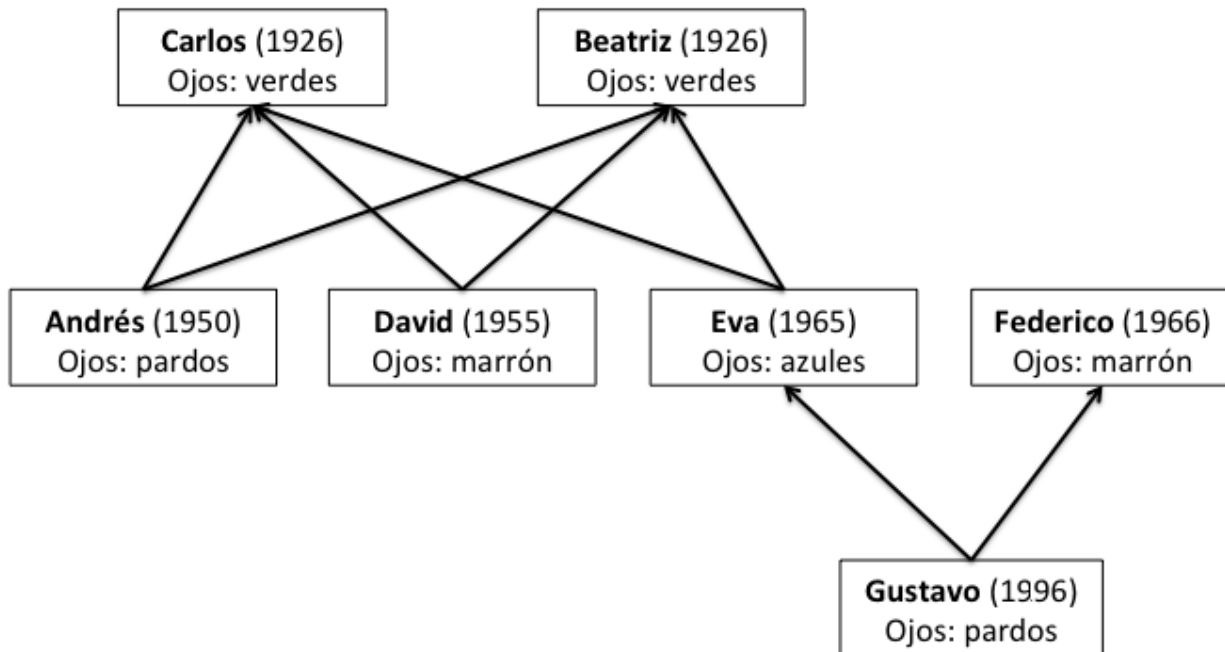 Carlos (1926)
Ojos: verdes
Beatriz (1926)
Ojos: verdes
Andrés (1950)
Ojos: pardos
David (1955)
Ojos: marrón
Eva (1965)
Ojos: azules
Federico (1966)
Ojos: marrón
Gustavo (1996)
Ojos: pardos